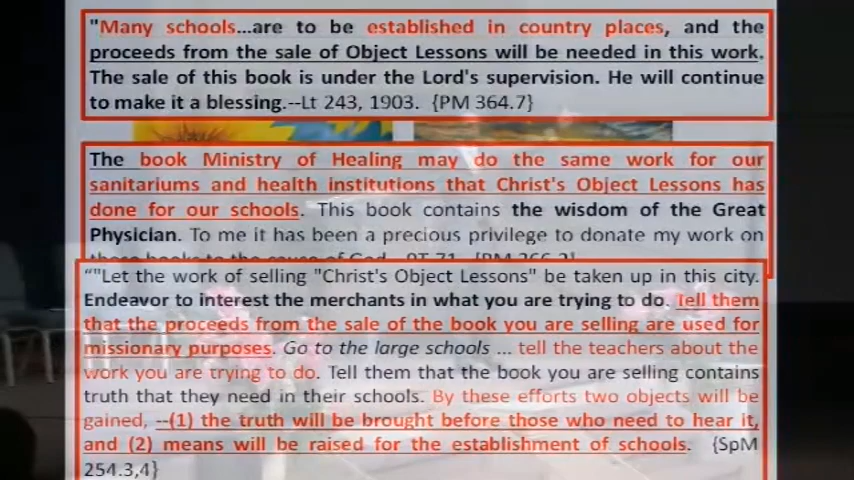 "Many schools...are to be established in country places, and the
proceeds from the sale of Object Lessons will be needed in this work.
The sale of this book is under the Lord's supervision. He will continue
to make it a blessing.--Lt 243, 1903. {PM 364.7}
The book Ministry of Healing may do the same work for our
sanitariums and health institutions that Christ's Object Lessons has
done for our schools. This book contains the wisdom of the Great
Physician. To me it has been a precious privilege to donate my work on
these books to the cause of God
“"Let the work of selling "Christ's Object Lessons" be taken up in this city.
Endeavor to interest the merchants in what you are trying to do. Tell them
that the proceeds from the sale of the book you are selling are used for
missionary purposes. Go to the large schools ... tell the teachers about the
work you are trying to do. Tell them that the book you are selling contains
truth that they need in their schools. By these efforts two objects will be
gained, --(1) the truth will be brought before those who need to hear it,
and (2) means will be raised for the establishment of schools. {SpM
254.3,4}